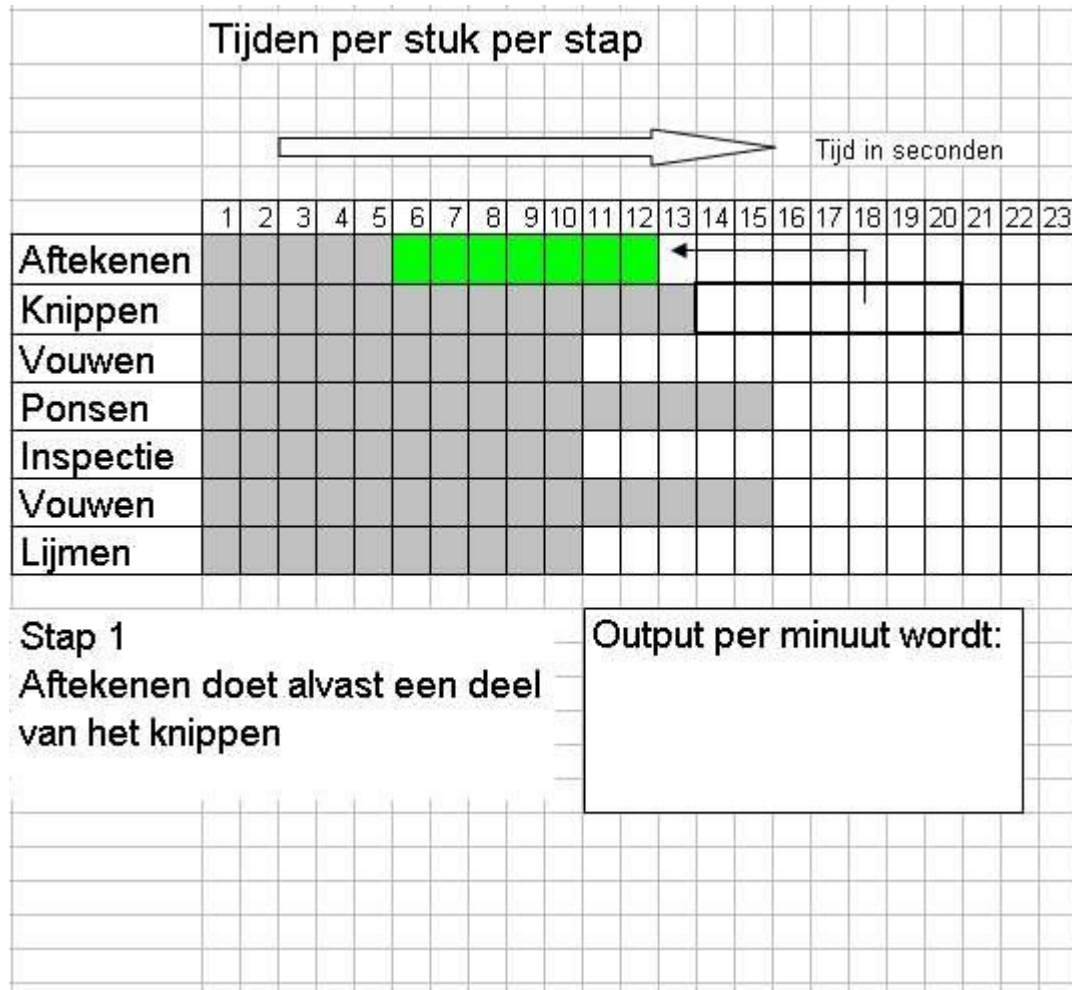 Tijden per stuk per stap
Tijd in seconden
1 2 3 4 5 6 7 8 9 10 11 12 13 14 15 16 17 18 19 20 21 22 23
Aftekenen
Knippen
Vouwen
Ponsen
Inspectie
Vouwen
Lijmen
Stap 1
Aftekenen doet alvast een deel
van het knippen
Output per minuut wordt: